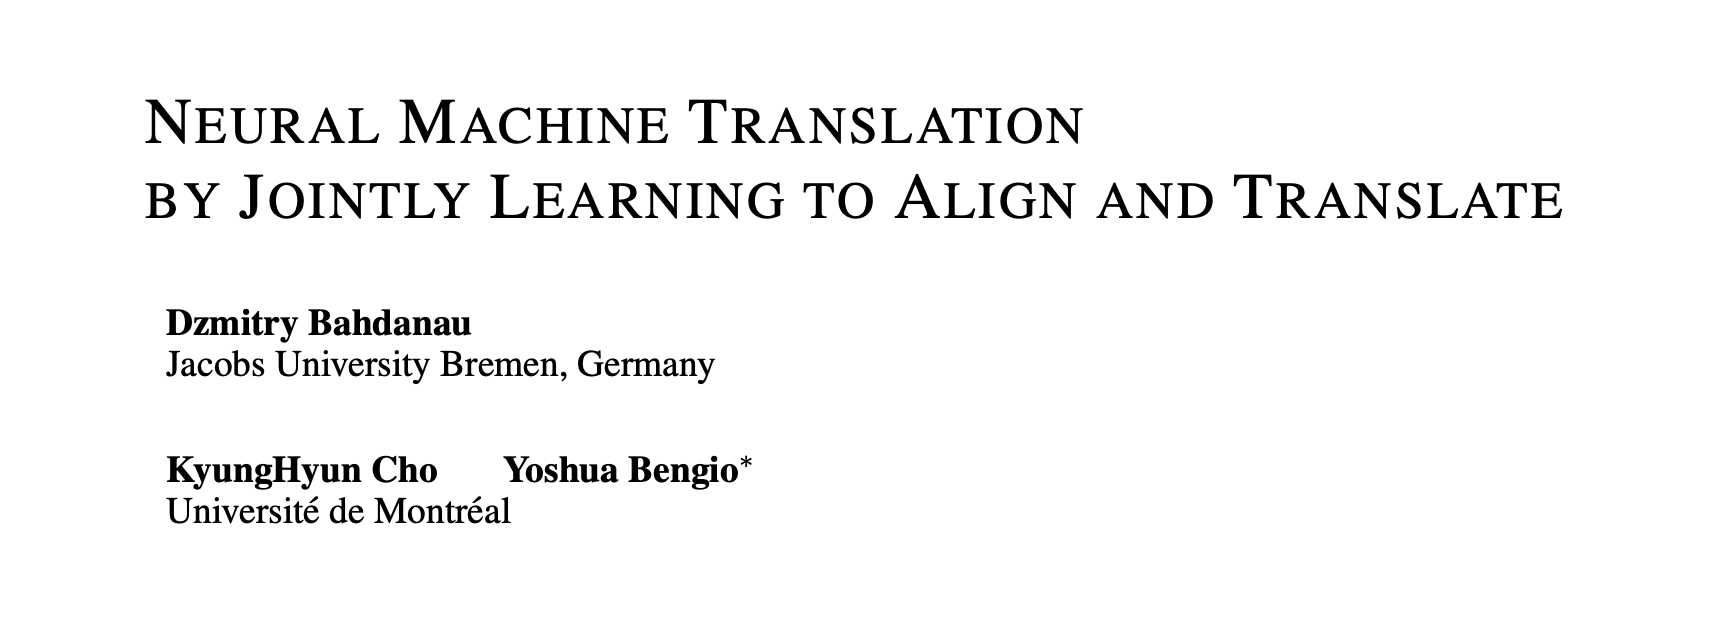 NEURAL MACHINE TRANSLATION
BY JOINTLY LEARNING TO ALIGN AND TRANSLATE
Dzmitry Bahdanau
Jacobs University Bremen, Germany
KyungHyun Cho Yoshua Bengio*
Université de Montréal